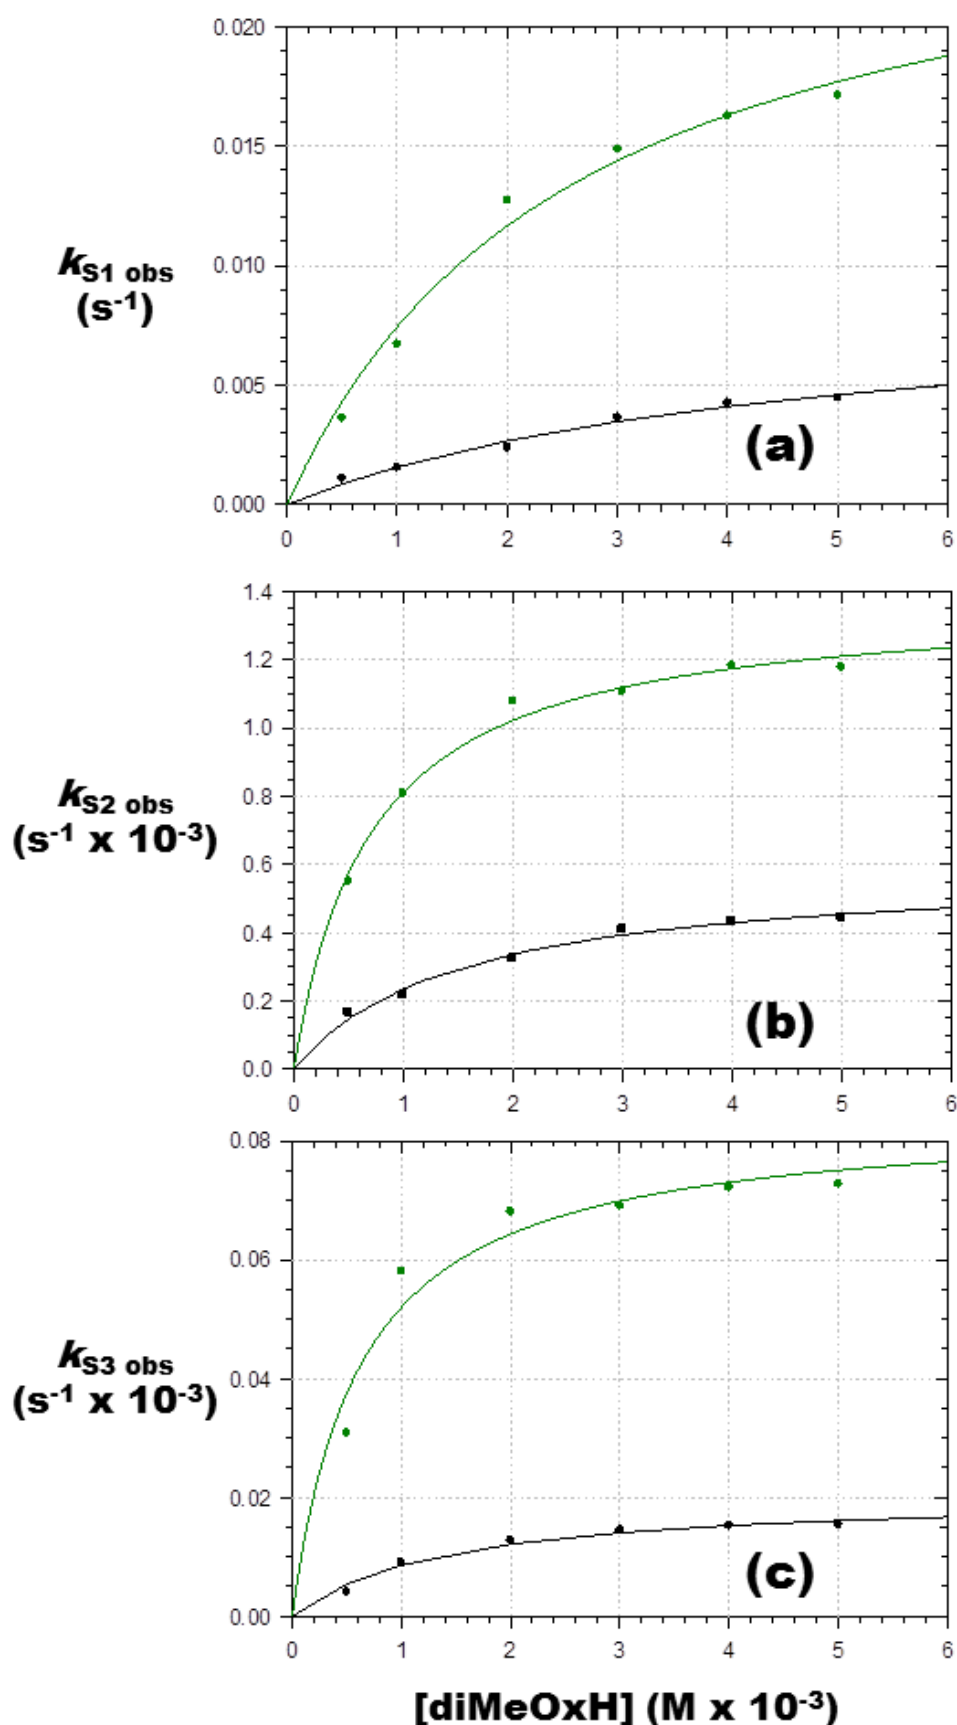 0.020
0.015
0.010
0.005
0.000
kS1 obs
(s-1)
(a)
0 1 2 3 4 5 6
1.4
1.2
1.0
0.8
0.6
0.4
0.2
0.0
kS2 obs
(s-1 x 10-3)
(b)
0 1 2 3 4 5 6
0.08
0.06
0.04
0.02
0.00
kS3 obs
(s-1 x 10-3)
(c)
0 1 2 3 4 5 6
[diMeOxH] (M x 10-3)